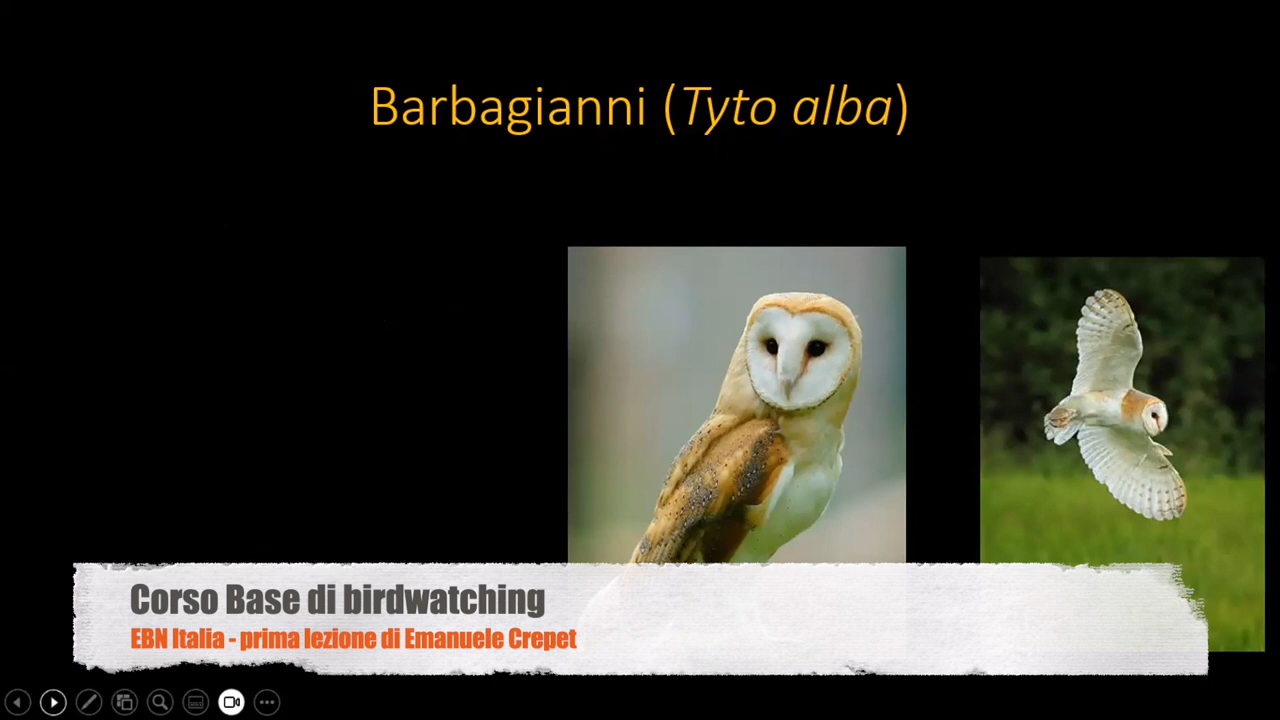 Barbagianni (Tyto alba)
Corso Base di birdwatching
EBN Italia - prima lezione di Emanuele Crepet